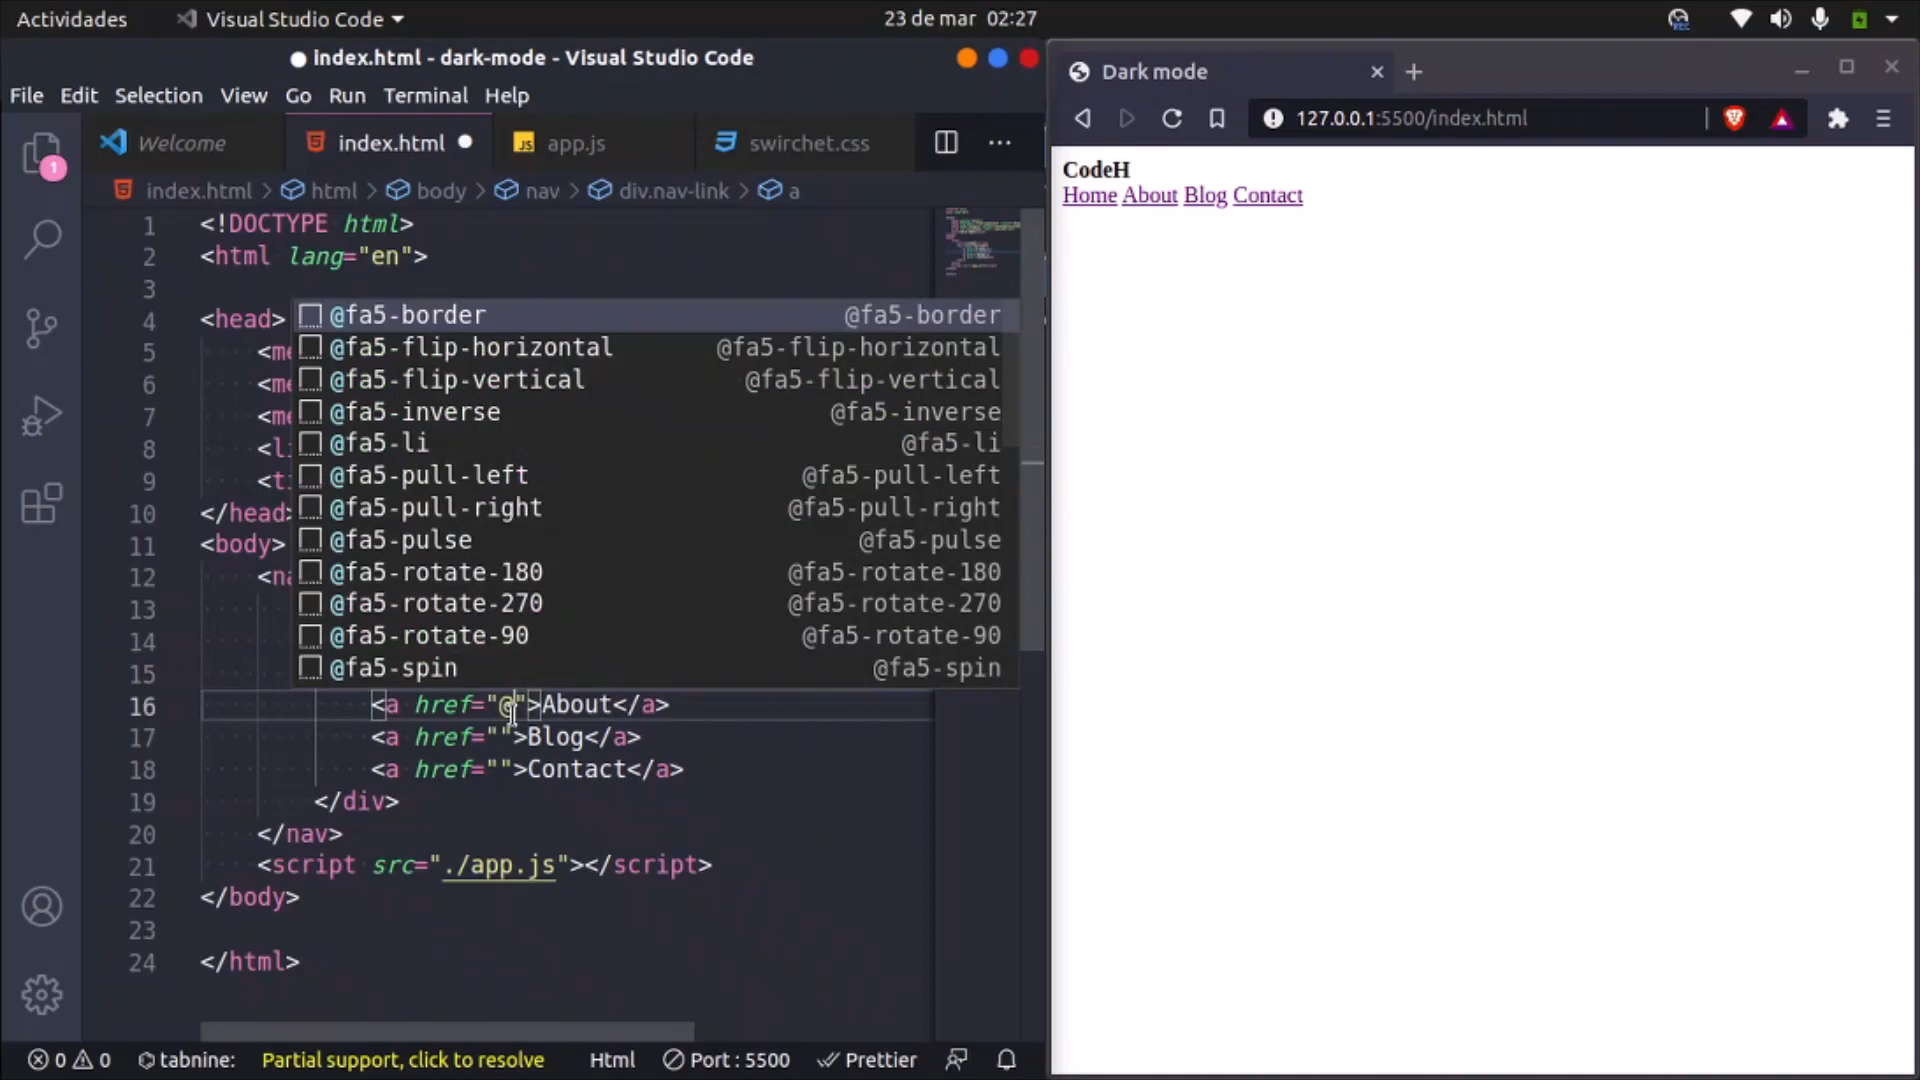 Actividades Visual Studio Code 23 de mar 02:27
index.html - dark-mode - Visual Studio Code
File Edit Selection View Go Run Terminal Help
Welcome index.html app.js swirchet.css
index.html > html > body > nav > div.nav-link > a
1 <!DOCTYPE html>
2 <html lang="en">
3
4 <head>
5 <me
6 <me
7 <me
8 <li
9 <ti
10 </head>
11 <body>
12 <na
13
14
15
@fa5-border @fa5-border
@fa5-flip-horizontal @fa5-flip-horizontal
@fa5-flip-vertical @fa5-flip-vertical
@fa5-inverse @fa5-inverse
@fa5-li @fa5-li
@fa5-pull-left @fa5-pull-left
@fa5-pull-right @fa5-pull-right
@fa5-pulse @fa5-pulse
@fa5-rotate-180 @fa5-rotate-180
@fa5-rotate-270 @fa5-rotate-270
@fa5-rotate-90 @fa5-rotate-90
@fa5-spin @fa5-spin
16 <a href="@">About</a>
17 <a href="">Blog</a>
18 <a href="">Contact</a>
19 </div>
20 </nav>
21 <script src="./app.js"></script>
22 </body>
23
24 </html>
1
0 0 tabnine: Partial support, click to resolve Html Port : 5500 Prettier
Dark mode
127.0.0.1:5500/index.html
CodeH
Home About Blog Contact